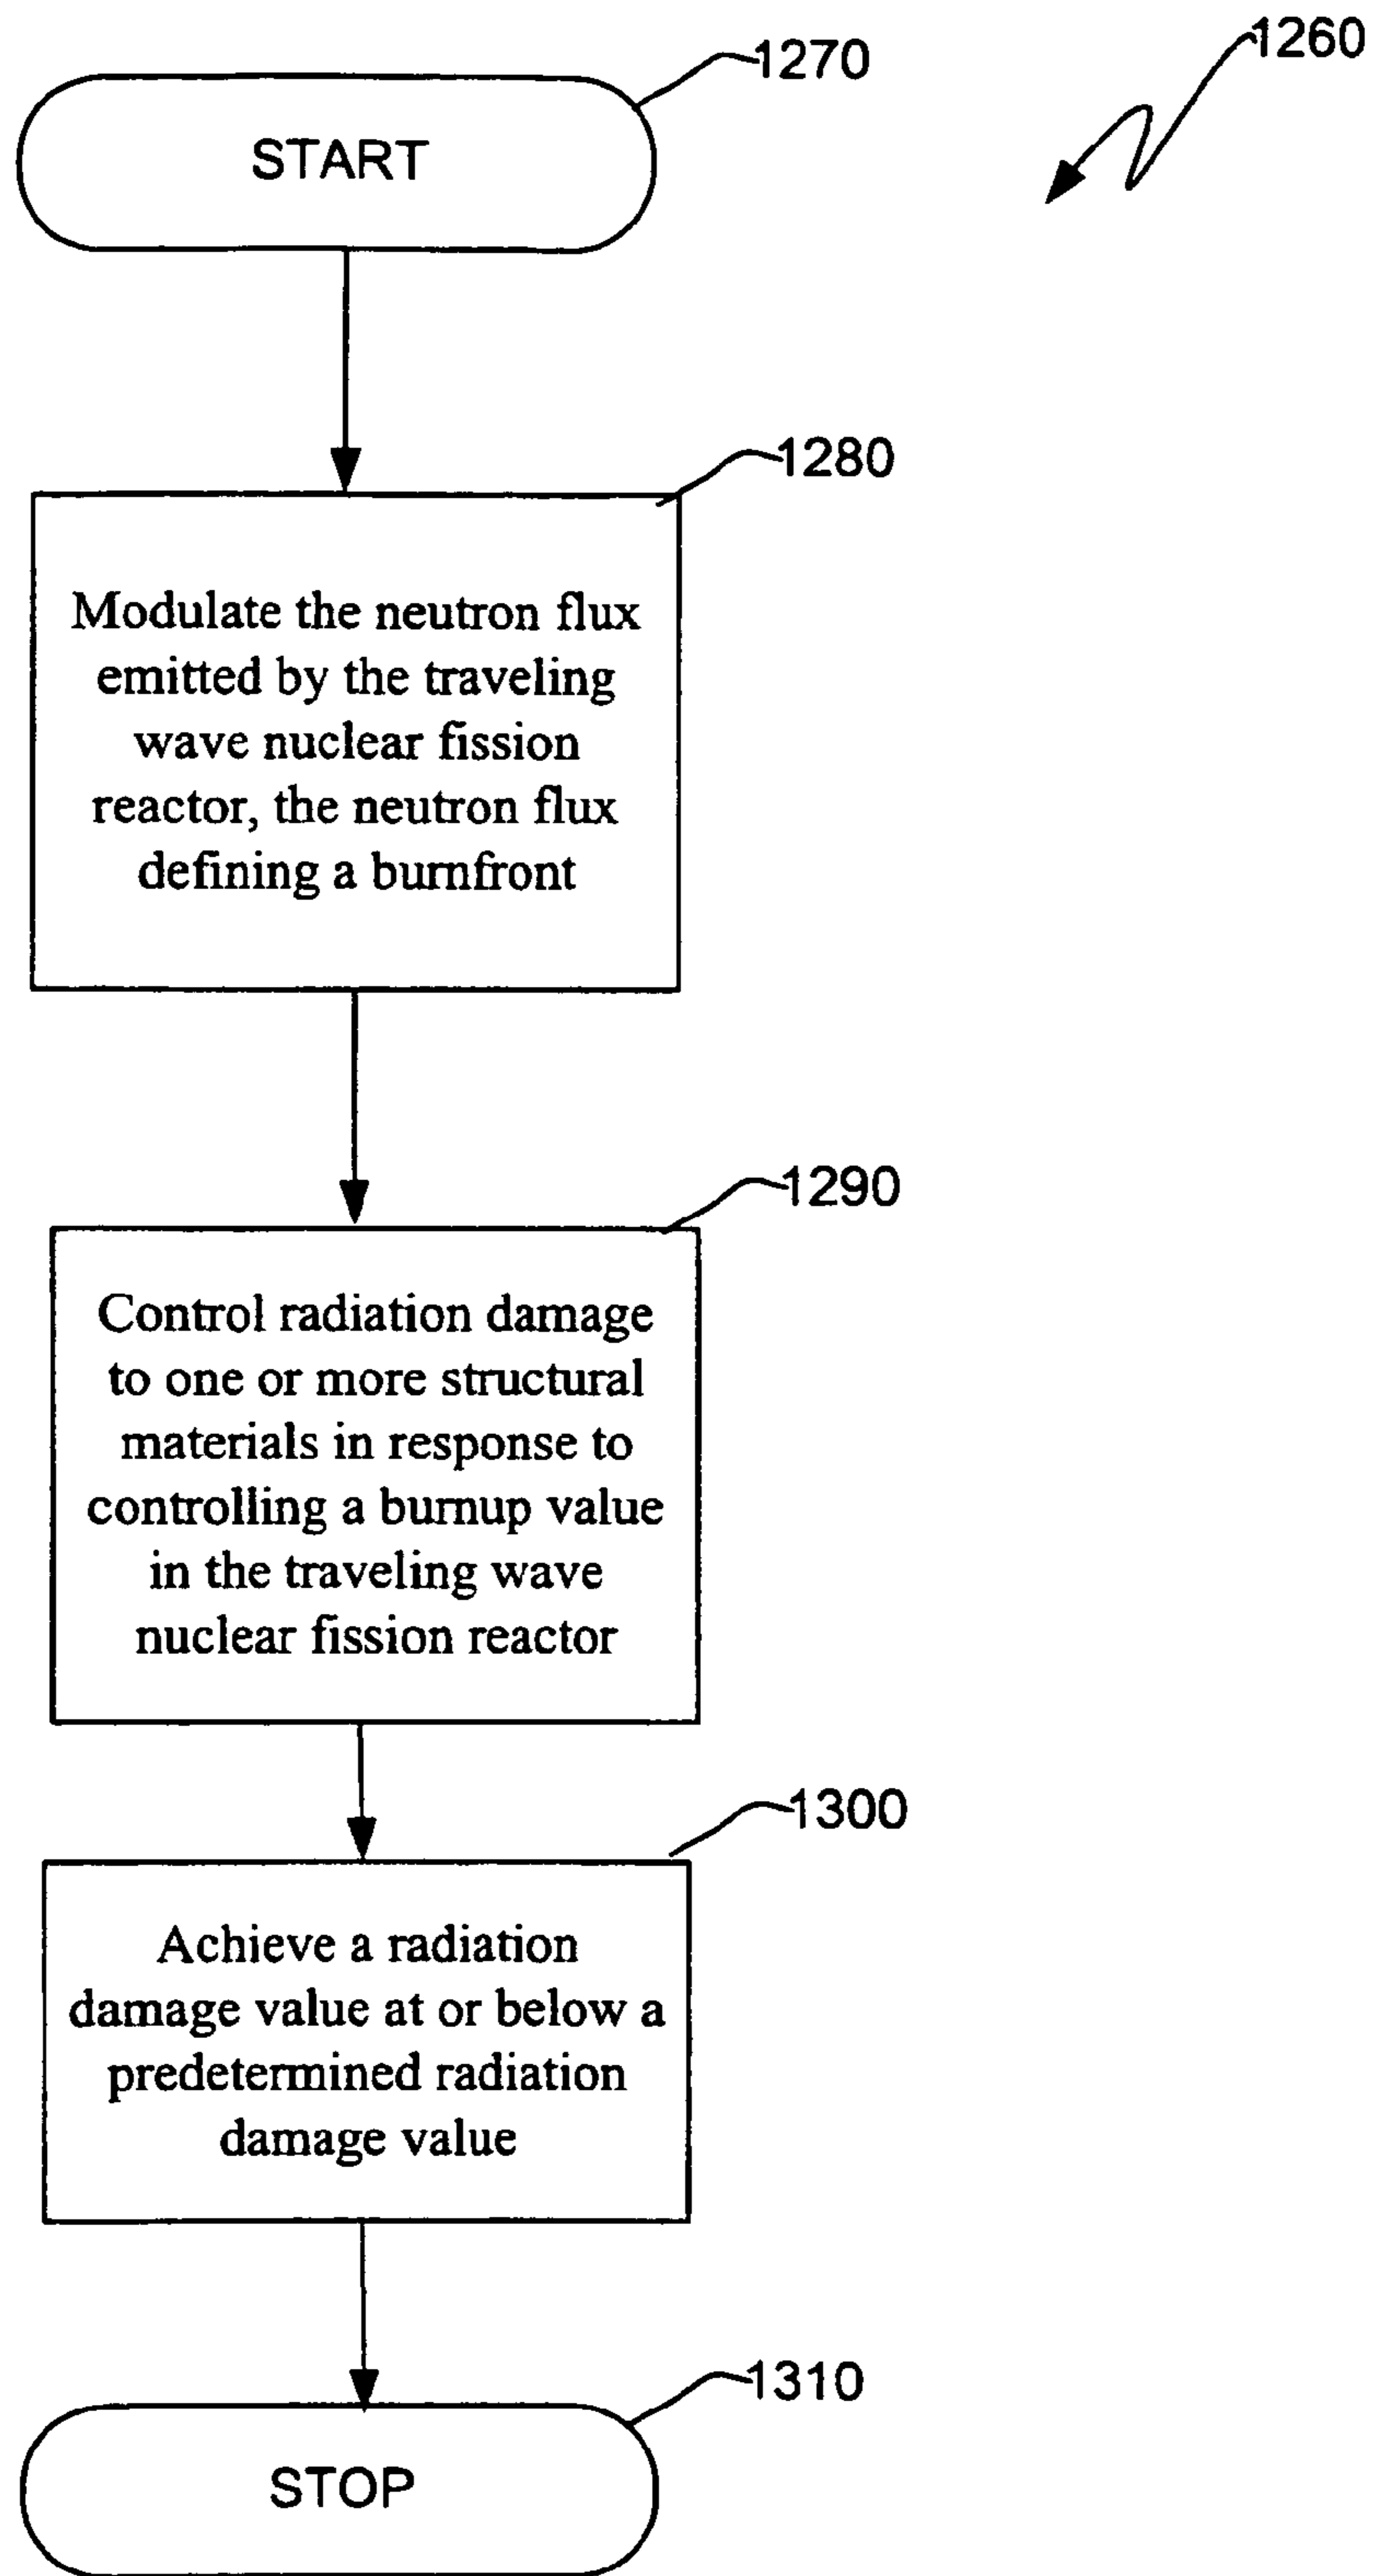 1260
1270
START
1280
Modulate the neutron flux
emitted by the traveling
wave nuclear fission
reactor, the neutron flux
defining a burnfront
1290
Control radiation damage
to one or more structural
materials in response to
controlling a burnup value
in the traveling wave
nuclear fission reactor
1300
Achieve a radiation
damage value at or below a
predetermined radiation
damage value
1310
STOP